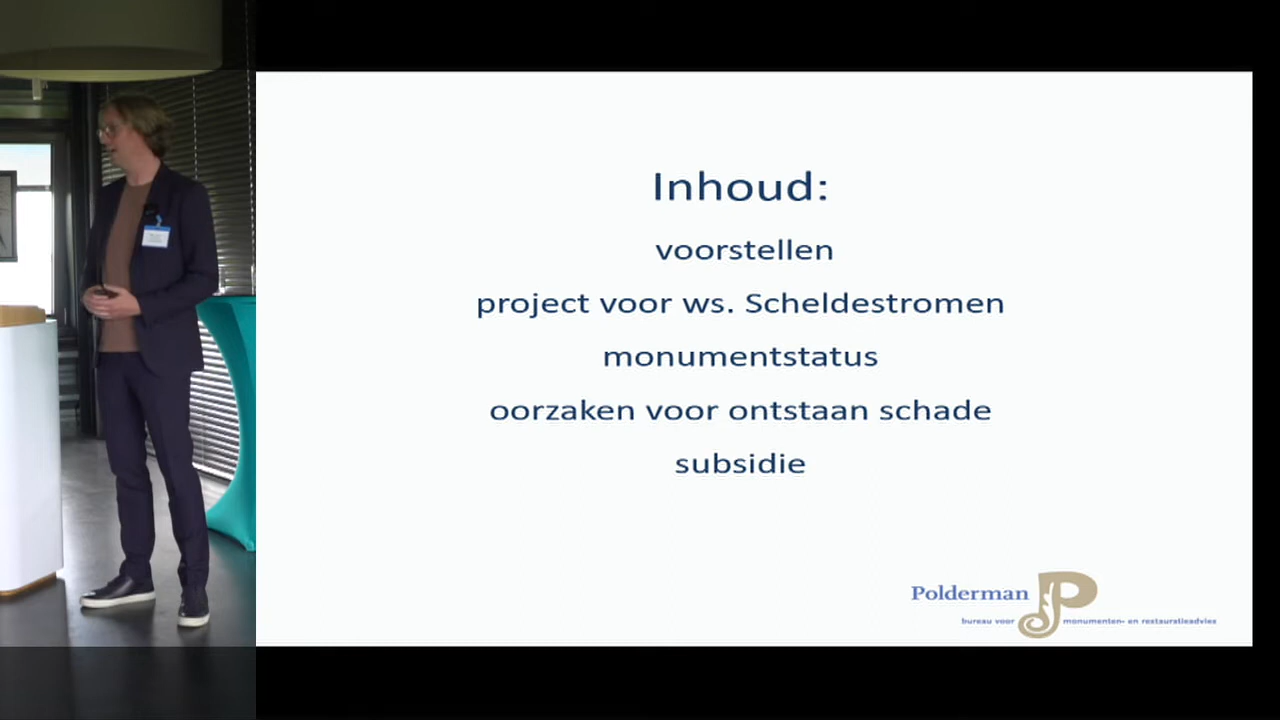 Inhoud:
voorstellen
project voor ws. Scheldestromen
monumentstatus
oorzaken voor ontstaan schade
subsidie
Polderman
bureau voor monumenten- en restauratieadvies